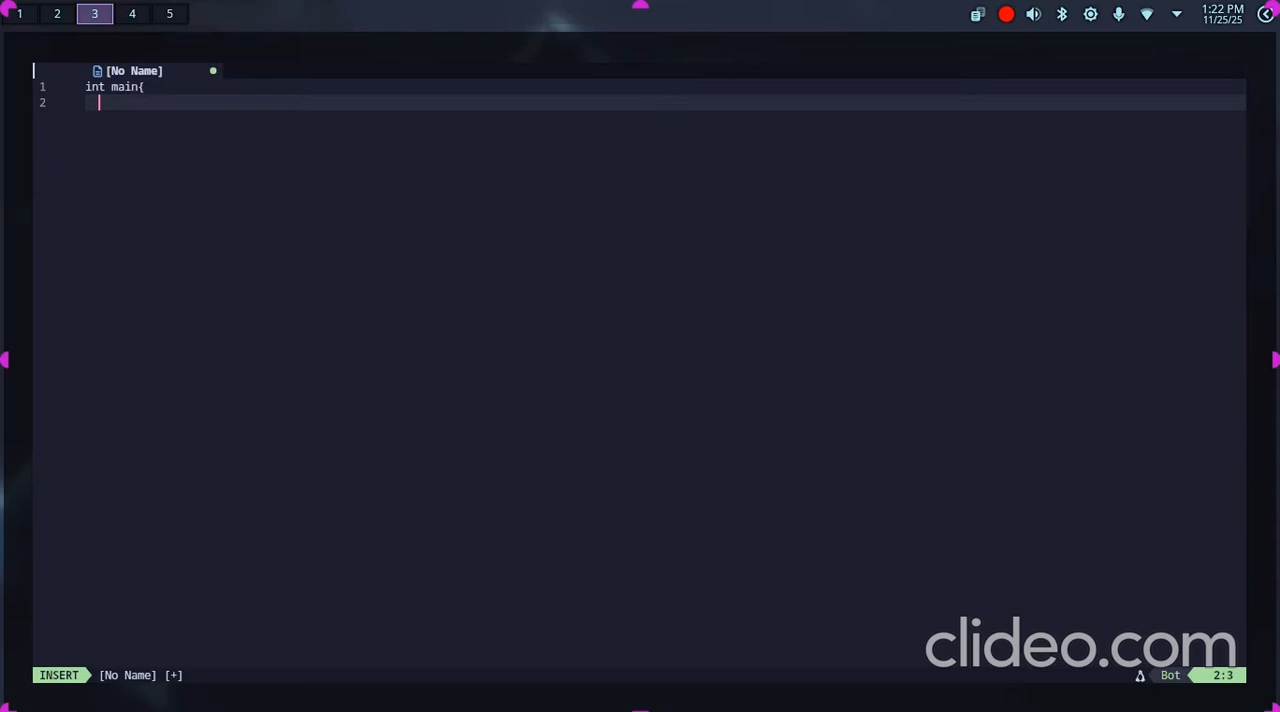 1 2 3 4 5 1:22 PM
11/25/25
[No Name]
1 int main{
2
clideo.com
INSERT [No Name] [+] Bot 2:3